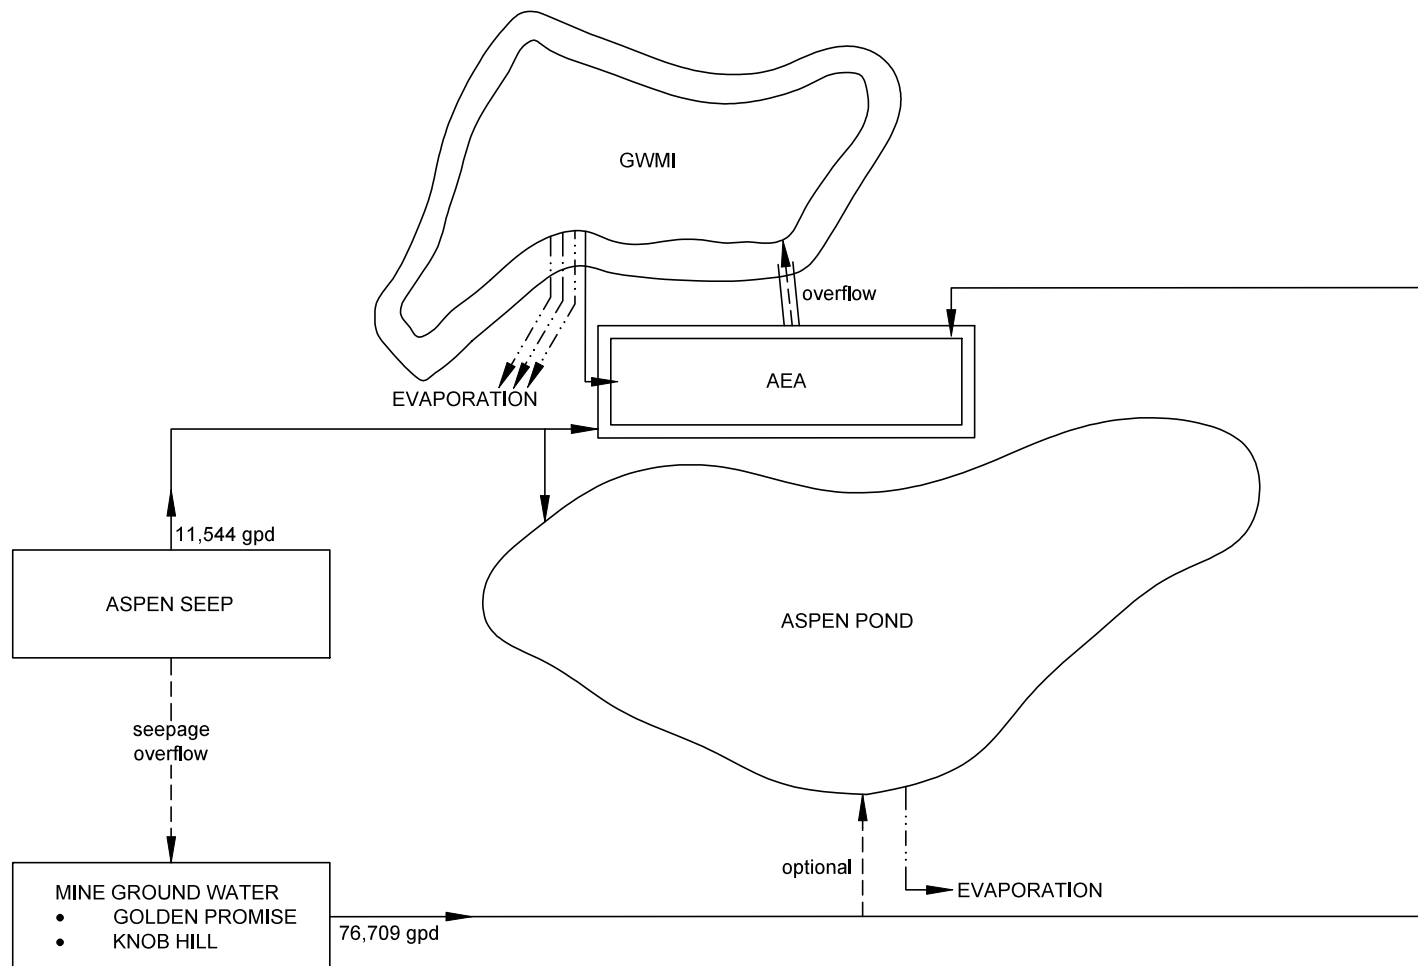 GWMI
overflow
AEA
EVAPORATION
11,544 gpd
ASPEN SEEP
ASPEN POND
seepage
overflow
optional
MINE GROUND WATER
• GOLDEN PROMISE
• KNOB HILL
EVAPORATION
76,709 gpd